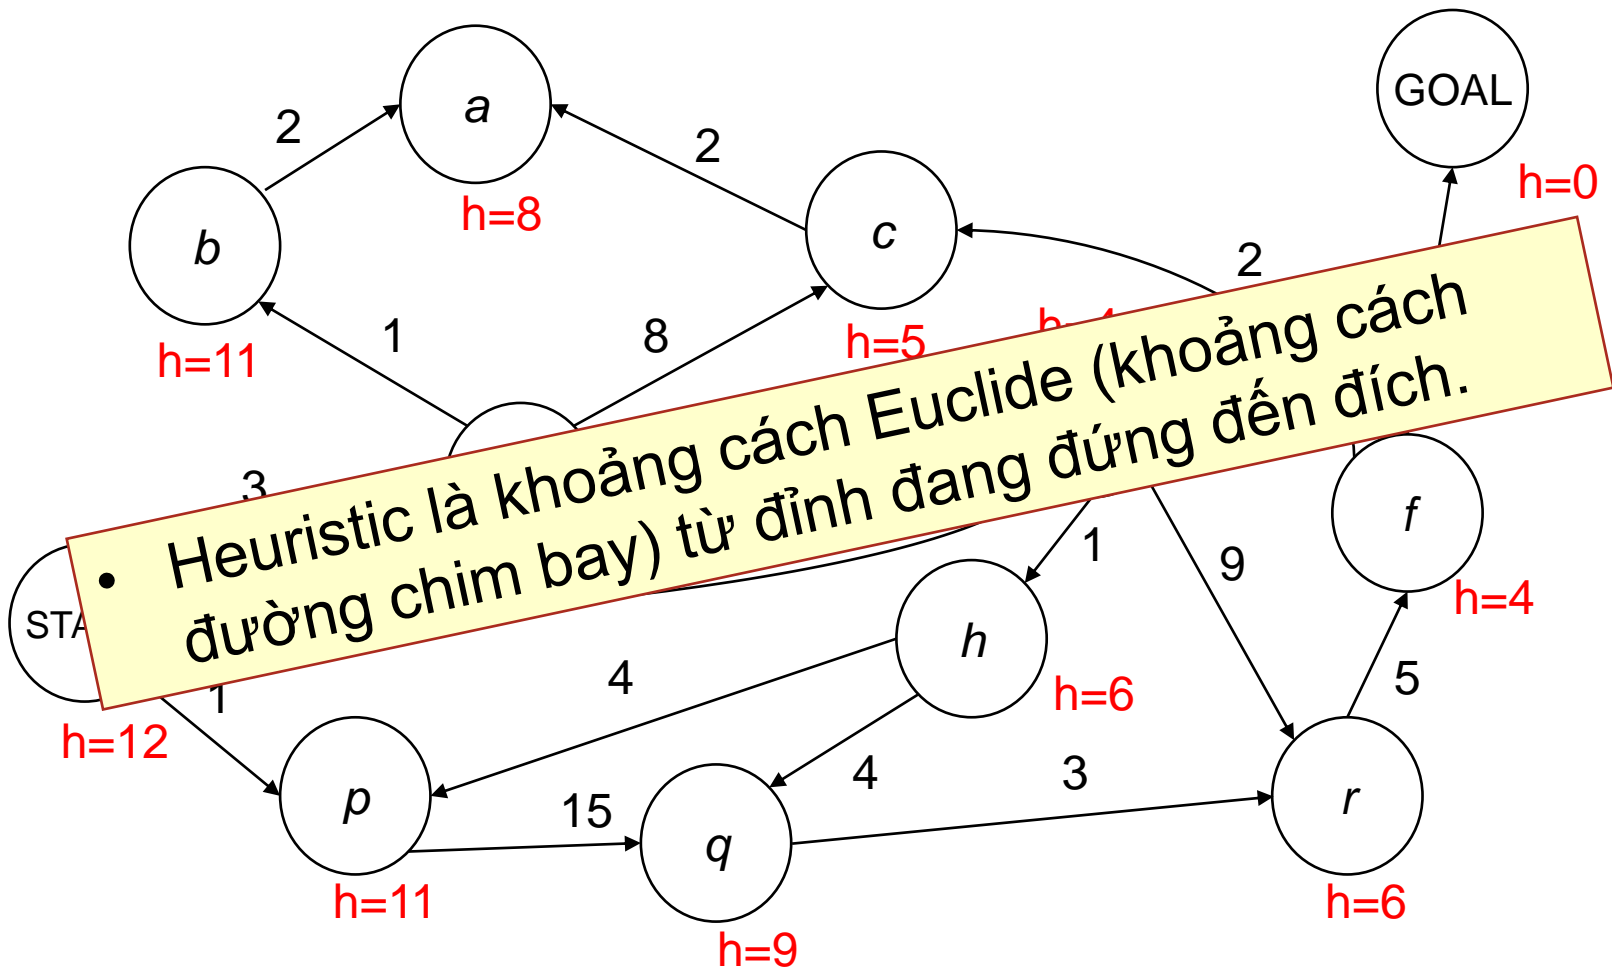 a
GOAL
2
2
h=0
h=8
c
b
2
1
8
h=5
h=11
3
• Heuristic là khoảng cách Euclide (khoảng cách
đường chim bay) từ đỉnh đang đứng đến đích.
f
1
9
h=4
h
4
5
h=6
1
h=12
4
3
p
15
r
q
h=11
h=6
h=9